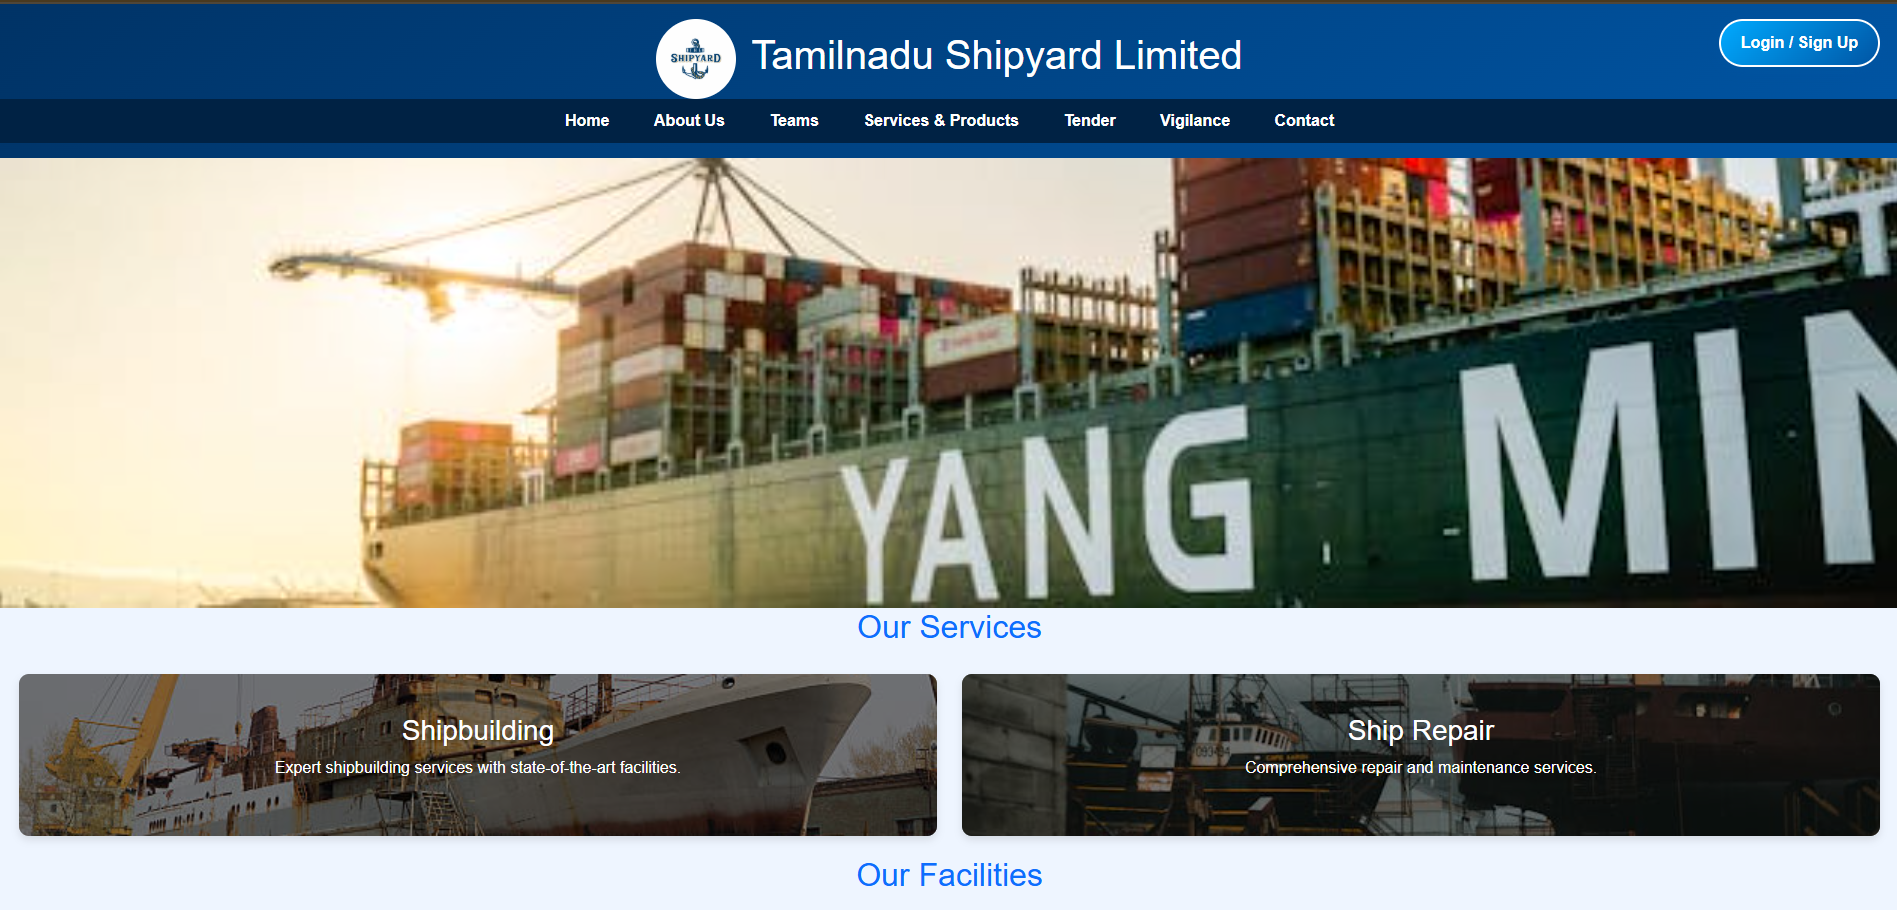 SHIPYARD
Tamilnadu Shipyard Limited
Login / Sign Up
Home About Us Teams Services & Products Tender Vigilance Contact
YANG MIN
Our Services
Shipbuilding
Expert shipbuilding services with state-of-the-art facilities.
Ship Repair
Comprehensive repair and maintenance services.
Our Facilities